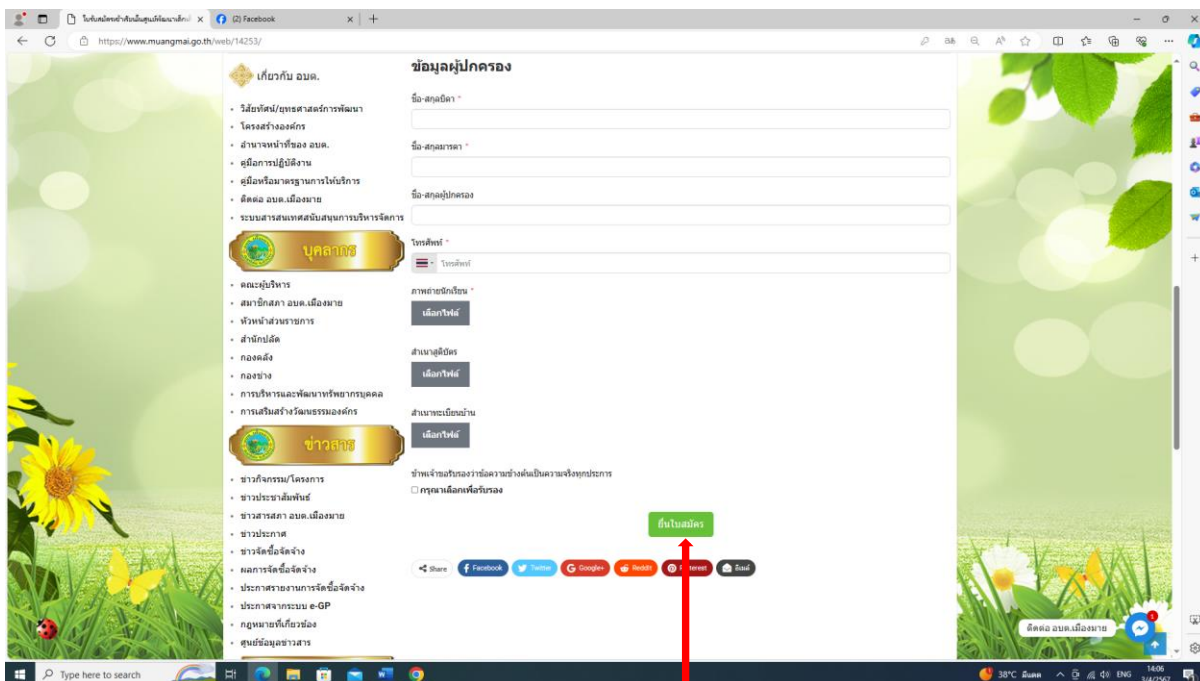 (2) Facebook
https://www.muangmai.go.th/web/14253/
เกี่ยวกับ อบต.
วิสัยทัศน์/ยุทธศาสตร์การพัฒนา
โครงสร้างองค์กร
อำนาจหน้าที่ของ อบต.
คู่มือการปฏิบัติงาน
คู่มือหรือมาตรฐานการให้บริการ
ติดต่อ อบต.เมืองมาย
ระบบสารสนเทศสนับสนุนการบริหารจัดการ
บุคลากร
คณะผู้บริหาร
สมาชิกสภา อบต.เมืองมาย
หัวหน้าส่วนราชการ
สำนักปลัด
กองคลัง
กองช่าง
การบริหารและพัฒนาทรัพยากรบุคคล
การเสริมสร้างวัฒนธรรมองค์กร
ข่าวสาร
ข่าวกิจกรรม/โครงการ
ข่าวประชาสัมพันธ์
ข่าวสารสภา อบต.เมืองมาย
ข่าวประกาศ
ข่าวจัดซื้อจัดจ้าง
ผลการจัดซื้อจัดจ้าง
ประกาศรายงานการจัดซื้อจัดจ้าง
ประกาศจากระบบ e-GP
กฎหมายที่เกี่ยวข้อง
ศูนย์ข้อมูลข่าวสาร
ข้อมูลผู้ปกครอง
ชื่อ-สกุลบิดา *
ชื่อ-สกุลมารดา *
ชื่อ-สกุลผู้ปกครอง
โทรศัพท์ *
โทรศัพท์
ภาพถ่ายนักเรียน *
เลือกไฟล์
สำเนาสูติบัตร
เลือกไฟล์
สำเนาทะเบียนบ้าน
เลือกไฟล์
ข้าพเจ้าขอรับรองว่าข้อความข้างต้นเป็นความจริงทุกประการ
กรุณาเลือกเพื่อรับรอง
ยื่นใบสมัคร
Share Facebook Twitter Google+ Reddit Pinterest อีเมล์
ติดต่อ อบต.เมืองมาย
1
Type here to search
38°C มีเมฆ ENG 14:06
3/4/2567